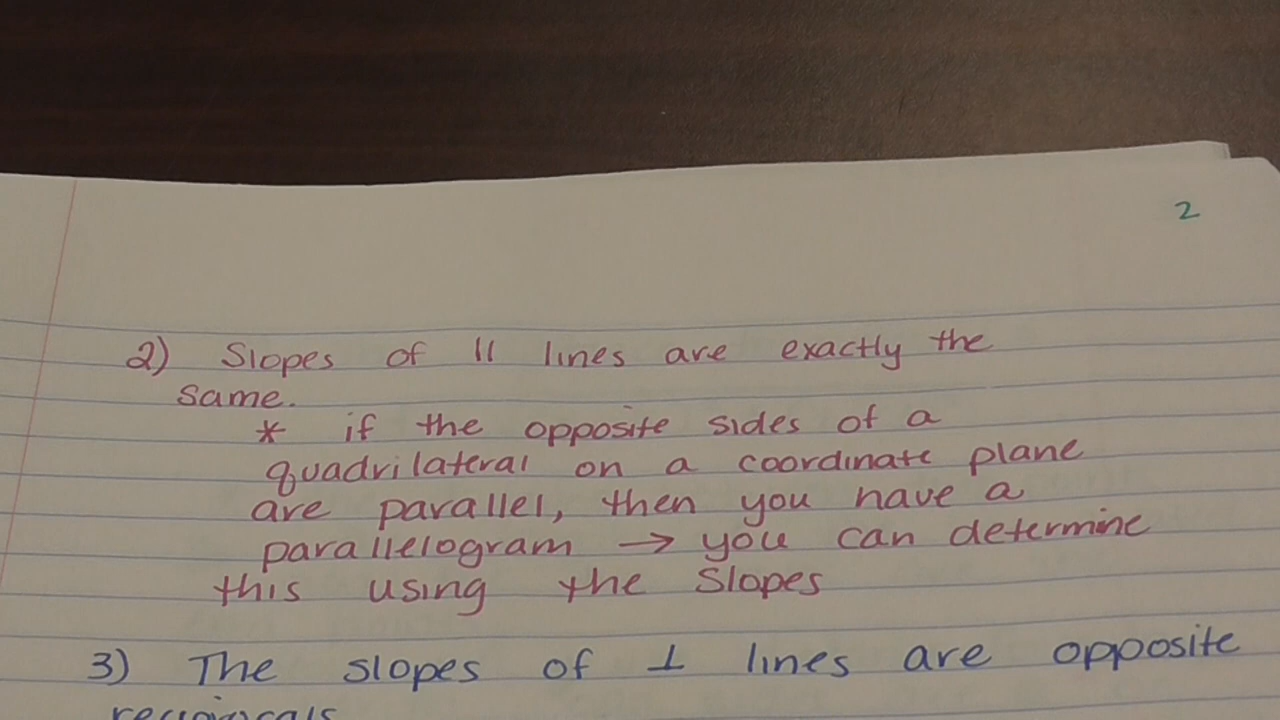 2
2) Slopes of || lines are exactly the
same.
* if the opposite sides of a
quadrilateral on a coordinate plane
are parallel, then you have a
parallelogram → you can determine
this using the slopes
3) The slopes of ⊥ lines are opposite
reciprocals